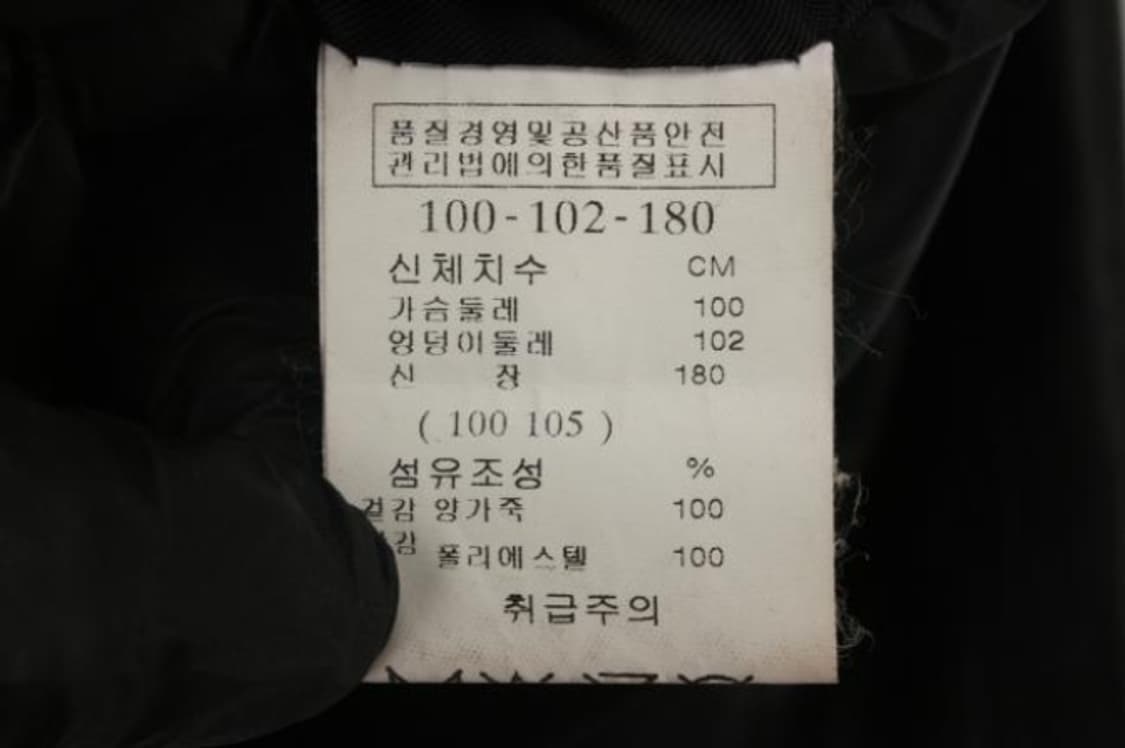 품질경영및공산품안전
관리법에의한품질표시
100-102-180
신체치수 CM
가슴둘레 100
엉덩이둘레 102
신 장 180
( 100 105 )
섬유조성 %
겉감 양가죽 100
폴리에스텔 100
취급주의